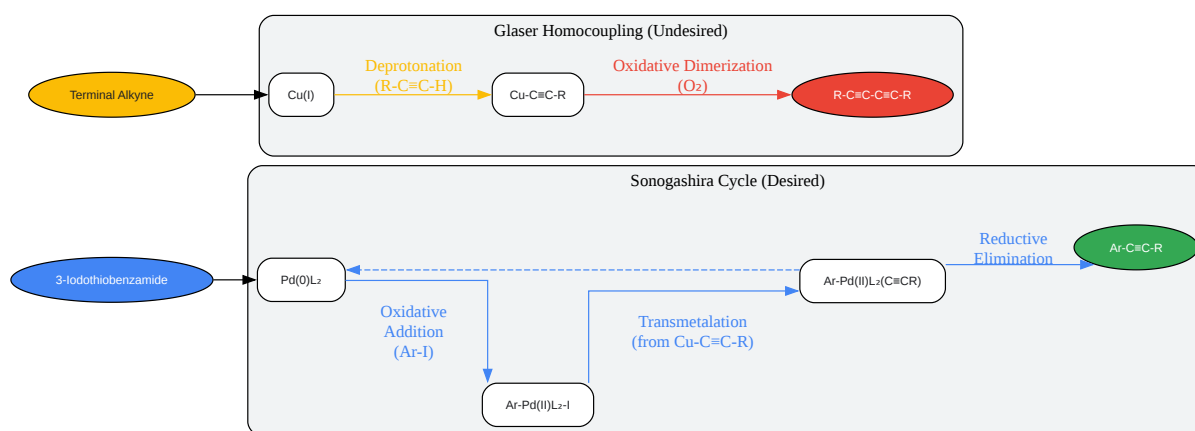 Glaser Homocoupling (Undesired)
Terminal Alkyne
Cu(I)
Deprotonation
(R-C≡C-H)
Cu-C≡C-R
Oxidative Dimerization
(O₂)
R-C≡C-C≡C-R
Sonogashira Cycle (Desired)
3-Iodothiobenzamide
Pd(0)L₂
Oxidative
Addition
(Ar-I)
Ar-Pd(II)L₂-I
Transmetalation
(from Cu-C≡C-R)
Ar-Pd(II)L₂(C≡CR)
Reductive
Elimination
Ar-C≡C-R